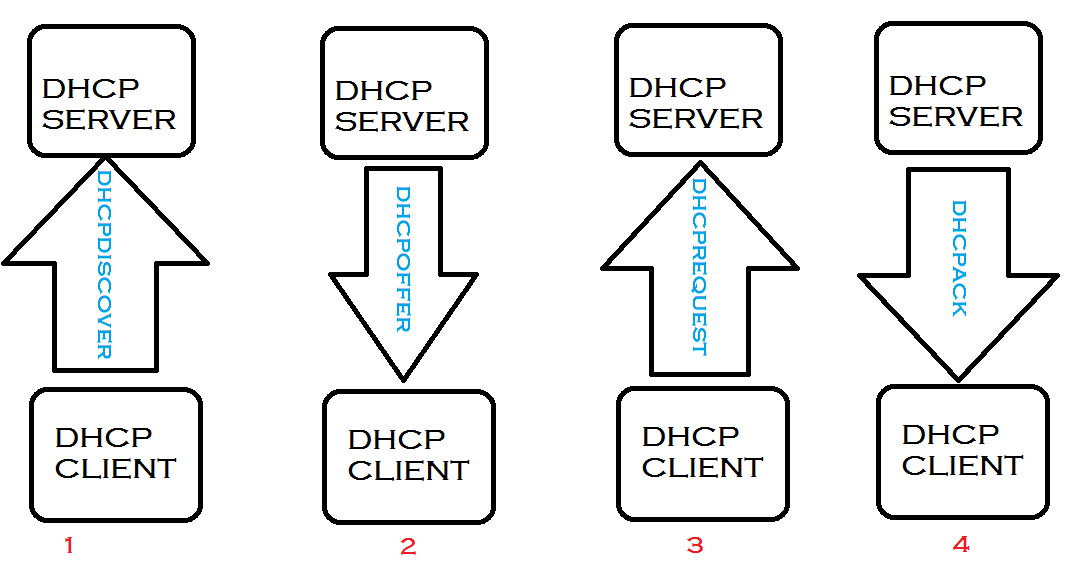 DHCP
SERVER
DHCPDISCOVER
DHCP
CLIENT
1
DHCP
SERVER
DHCPOFFER
DHCP
CLIENT
2
DHCP
SERVER
DHCPREQUEST
DHCP
CLIENT
3
DHCP
SERVER
DHCPACK
DHCP
CLIENT
4